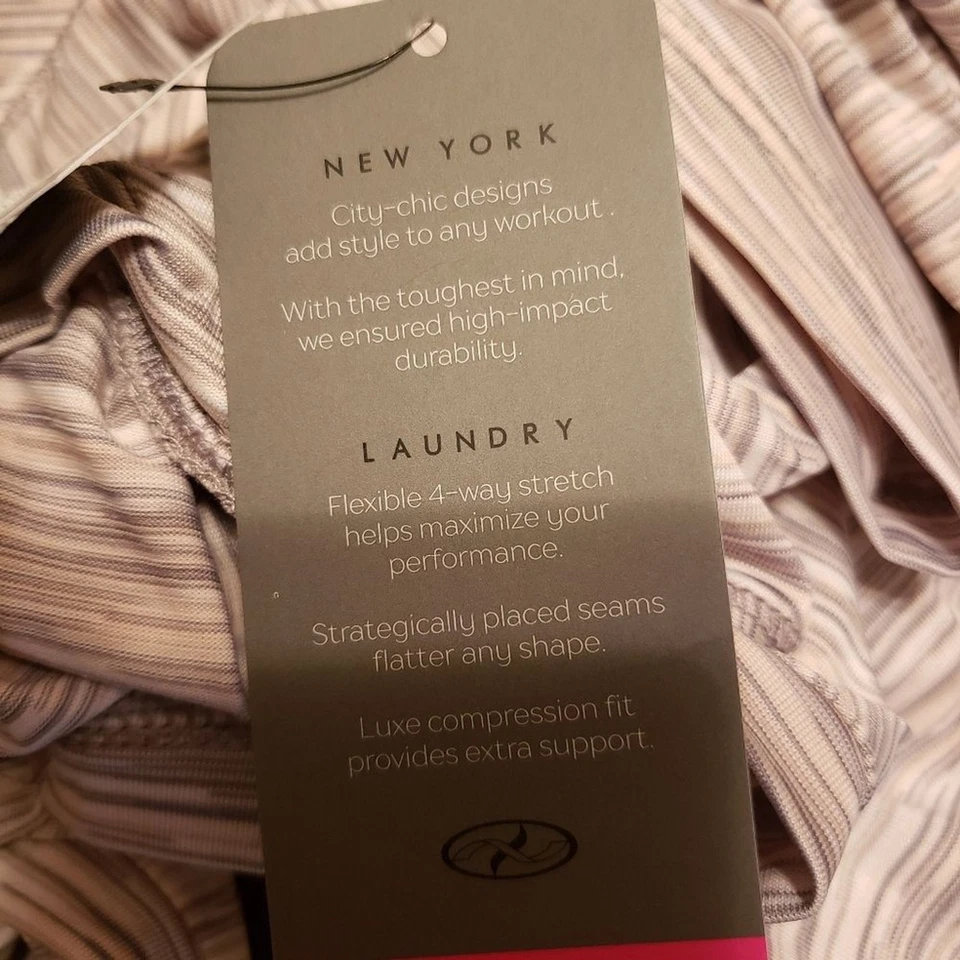 NEW YORK
City-chic designs
add style to any workout .
With the toughest in mind,
we ensured high-impact
durability.
LAUNDRY
Flexible 4-way stretch
helps maximize your
performance.
Strategically placed seams
flatter any shape.
Luxe compression fit
provides extra support.